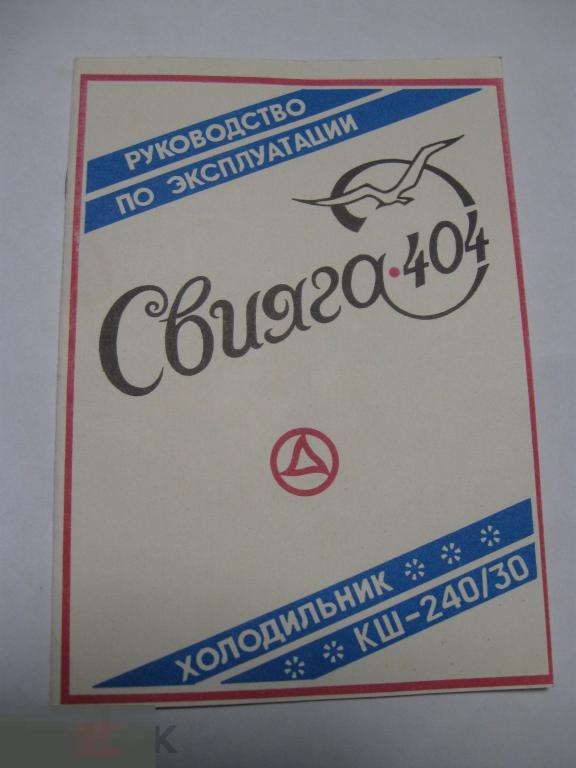 РУКОВОДСТВО
ПО ЭКСПЛУАТАЦИИ
Свияга·404
ХОЛОДИЛЬНИК ***
** КШ-240/30